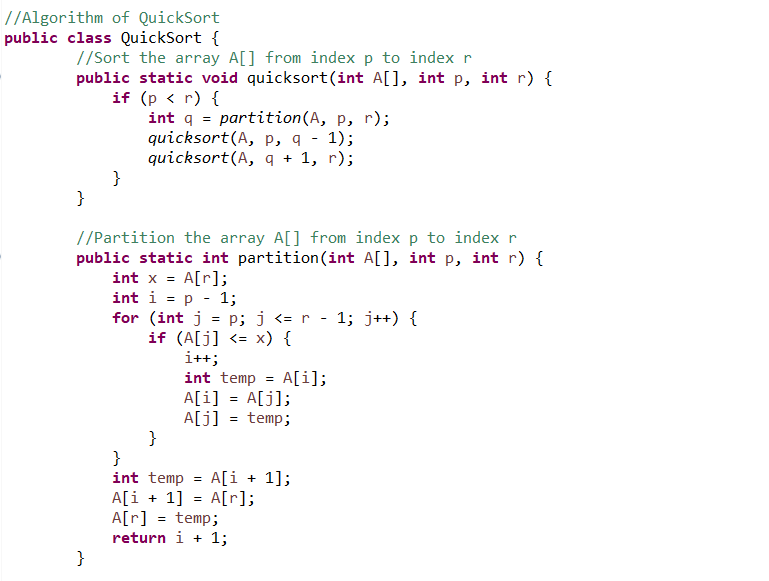 //Algorithm of QuickSort
public class QuickSort {
        //Sort the array A[] from index p to index r
        public static void quicksort(int A[], int p, int r) {
            if (p < r) {
                int q = partition(A, p, r);
                quicksort(A, p, q - 1);
                quicksort(A, q + 1, r);
            }
        }

        //Partition the array A[] from index p to index r
        public static int partition(int A[], int p, int r) {
            int x = A[r];
            int i = p - 1;
            for (int j = p; j <= r - 1; j++) {
                if (A[j] <= x) {
                    i++;
                    int temp = A[i];
                    A[i] = A[j];
                    A[j] = temp;
                }
            }
            int temp = A[i + 1];
            A[i + 1] = A[r];
            A[r] = temp;
            return i + 1;
        }